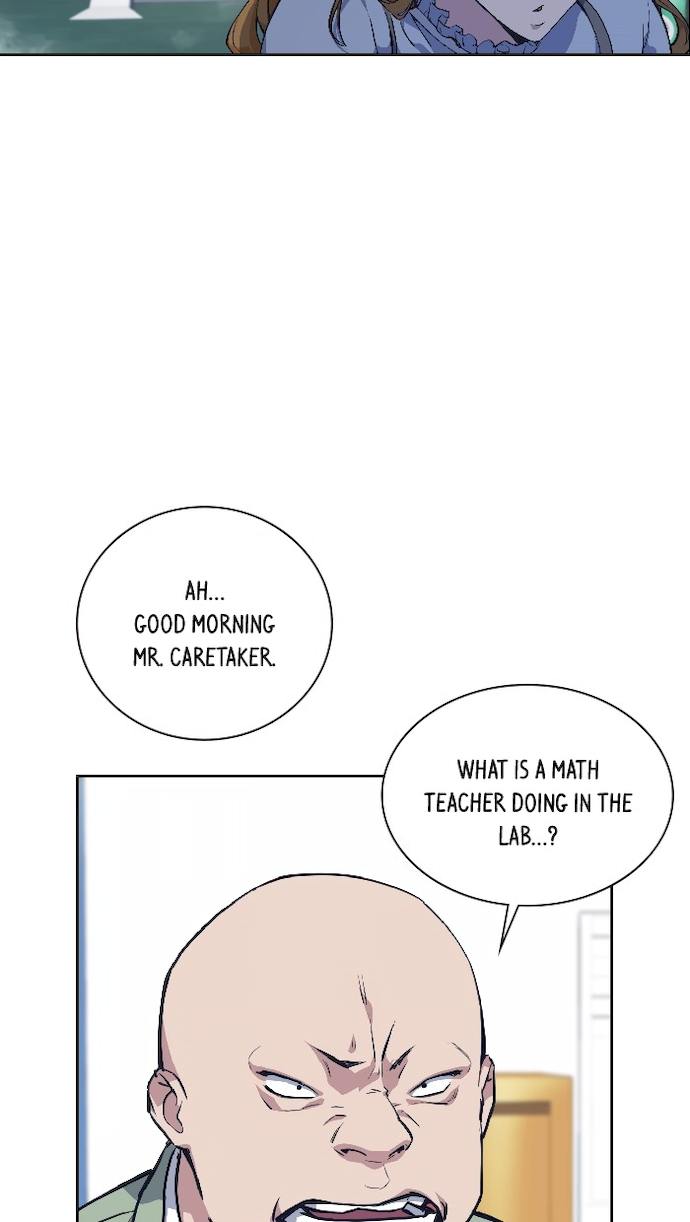 AH...
GOOD MORNING
MR. CARETAKER.
WHAT IS A MATH
TEACHER DOING IN THE
LAB...?